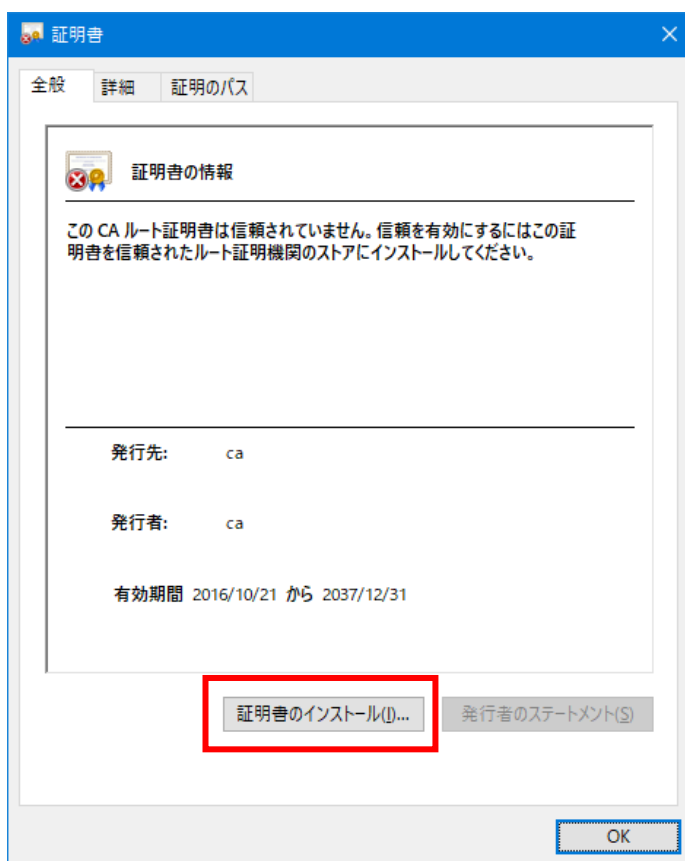 証明書
全般
詳細
証明のパス
証明書の情報
この CA ルート証明書は信頼されていません。信頼を有効にするにはこの証
明書を信頼されたルート証明機関のストアにインストールしてください。
発行先: ca
発行者: ca
有効期間 2016/10/21 から 2037/12/31
証明書のインストール(I)...
発行者のステートメント(S)
OK